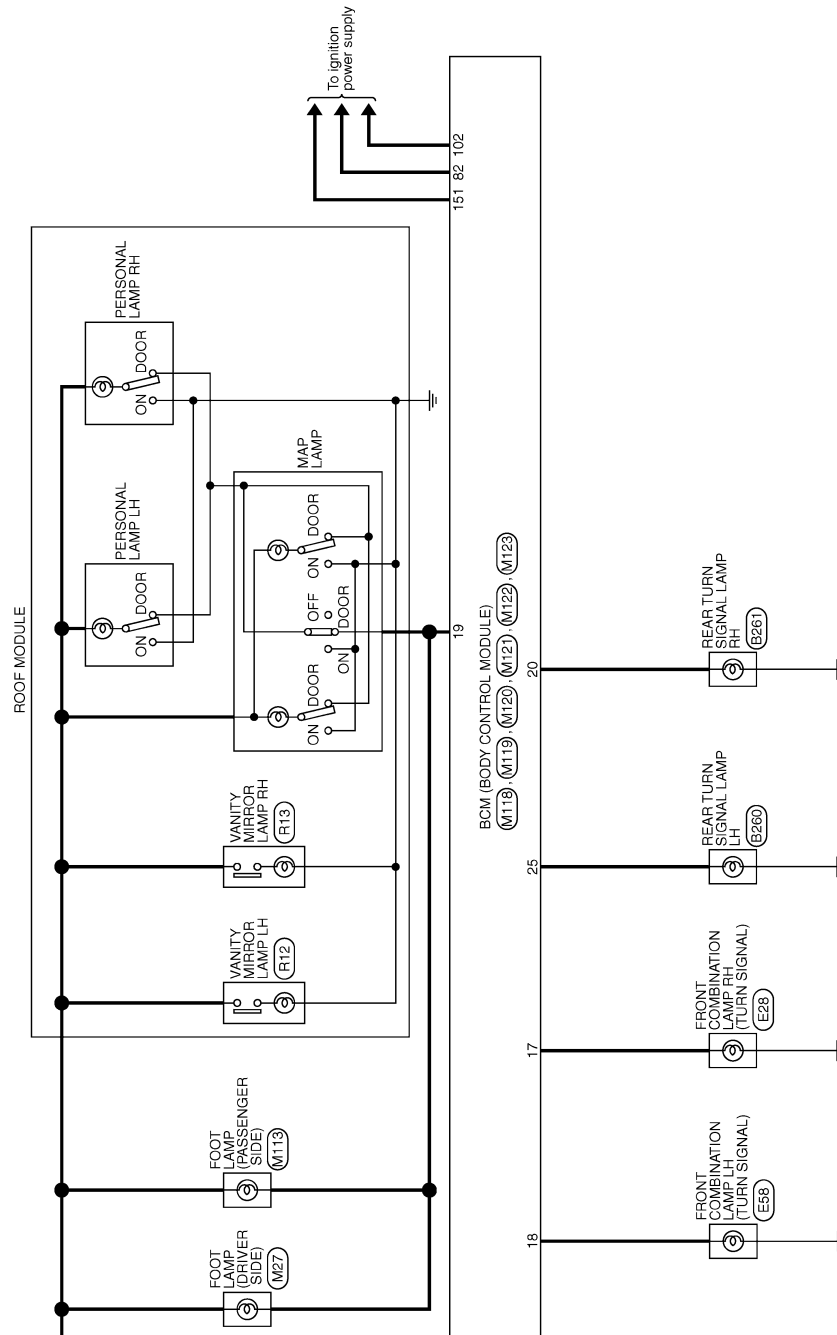 To ignition
power supply
151
82
102
ROOF MODULE
PERSONAL
LAMP RH
ON
DOOR
PERSONAL
LAMP LH
ON
DOOR
MAP
LAMP
ON
DOOR
ON
OFF
DOOR
ON
DOOR
VANITY
MIRROR
LAMP RH
R13
VANITY
MIRROR
LAMP LH
R12
FOOT
LAMP
(PASSENGER
SIDE)
M113
FOOT
LAMP
(DRIVER
SIDE)
M27
19
BCM (BODY CONTROL MODULE)
M118 , M119 , M120 , M121 , M122 , M123
20
25
17
18
REAR TURN
SIGNAL LAMP
RH
B261
REAR TURN
SIGNAL LAMP
LH
B260
FRONT
COMBINATION
LAMP RH
(TURN SIGNAL)
E28
FRONT
COMBINATION
LAMP LH
(TURN SIGNAL)
E58